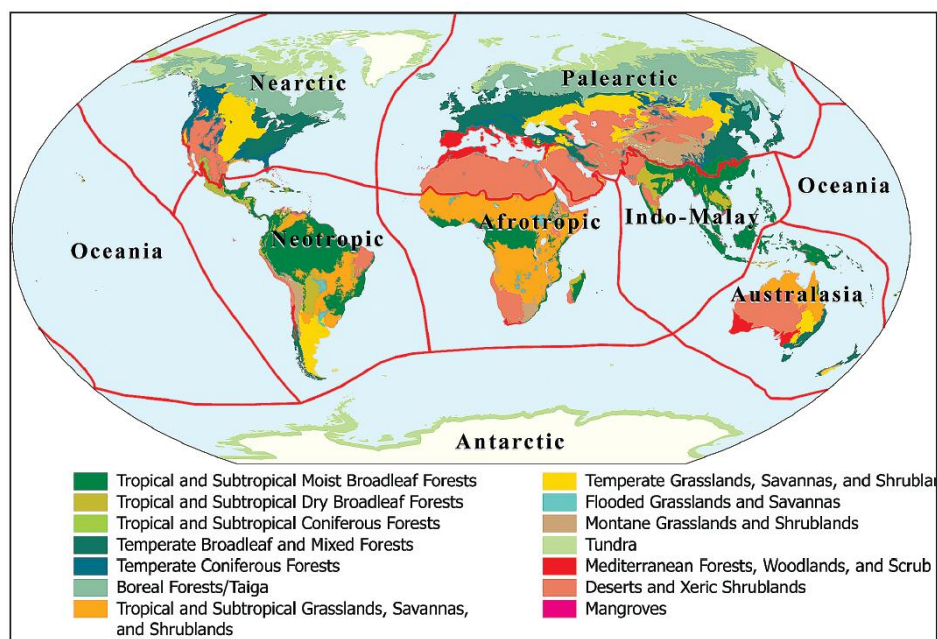 Nearctic
Palearctic
Oceania
Oceania
Neotropic
Afrotropic
Indo-Malay
Australasia
Antarctic
Tropical and Subtropical Moist Broadleaf Forests
Tropical and Subtropical Dry Broadleaf Forests
Tropical and Subtropical Coniferous Forests
Temperate Broadleaf and Mixed Forests
Temperate Coniferous Forests
Boreal Forests/Taiga
Tropical and Subtropical Grasslands, Savannas,
and Shrublands
Temperate Grasslands, Savannas, and Shrublan
Flooded Grasslands and Savannas
Montane Grasslands and Shrublands
Tundra
Mediterranean Forests, Woodlands, and Scrub
Deserts and Xeric Shrublands
Mangroves